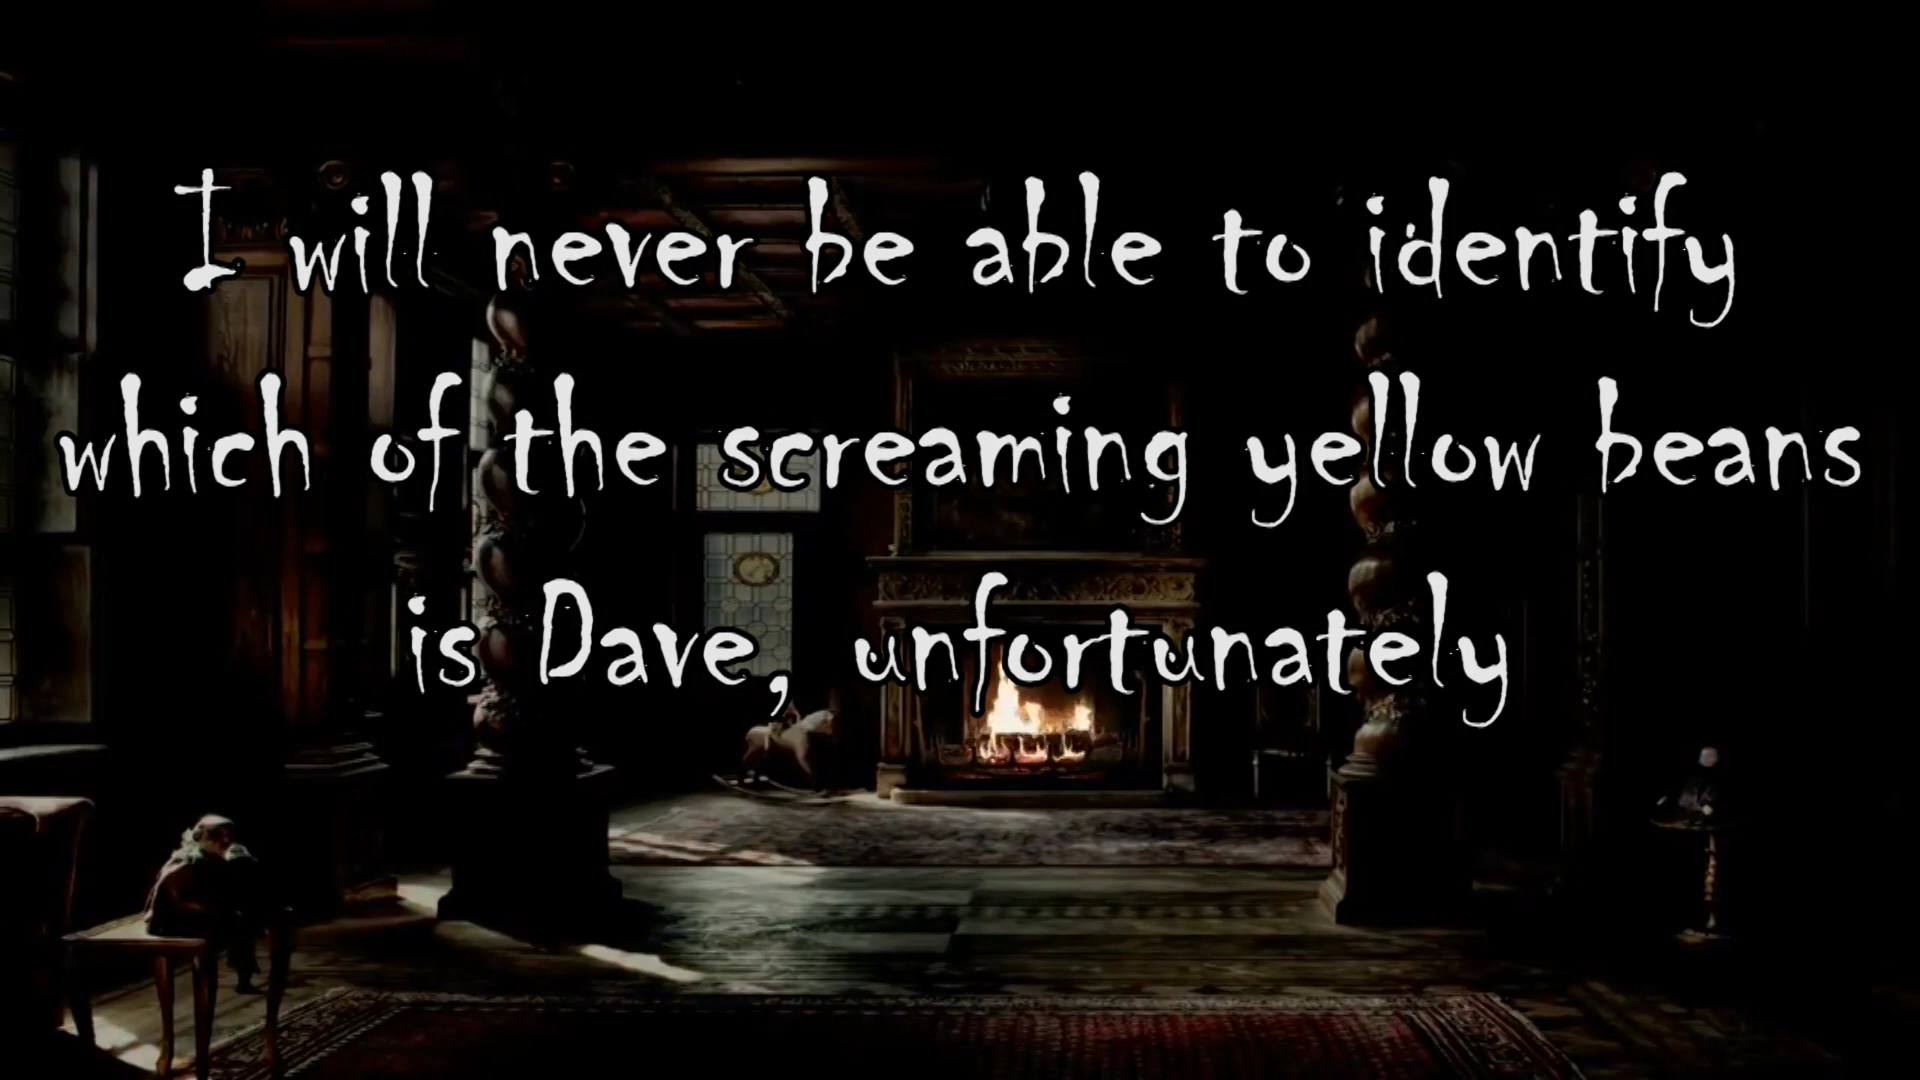 I will never be able to identify
which of the screaming yellow beans
is Dave, unfortunately